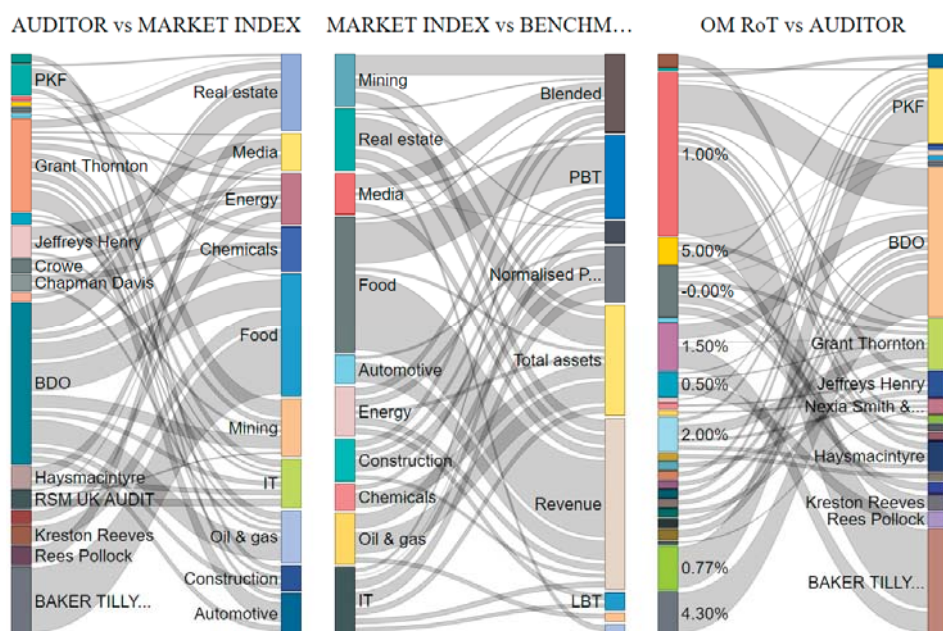 AUDITOR vs MARKET INDEX
PKF
Grant Thornton
Jeffreys Henry
Crowe
Chapman Davis
BDO
Haysmacintyre
RSM UK AUDIT
Kreston Reeves
Rees Pollock
BAKER TILLY...
Real estate
Media
Energy
Chemicals
Food
Mining
IT
Oil & gas
Construction
Automotive
MARKET INDEX vs BENCHM...
Mining
Real estate
Media
Food
Automotive
Energy
Construction
Chemicals
Oil & gas
IT
Blended
PBT
Normalised P...
Total assets
Revenue
LBT
OM RoT vs AUDITOR
1.00%
5.00%
-0.00%
1.50%
0.50%
2.00%
0.77%
4.30%
PKF
BDO
Grant Thornton
Jeffreys Henry
Nexia Smith &...
Haysmacintyre
Kreston Reeves
Rees Pollock
BAKER TILLY...